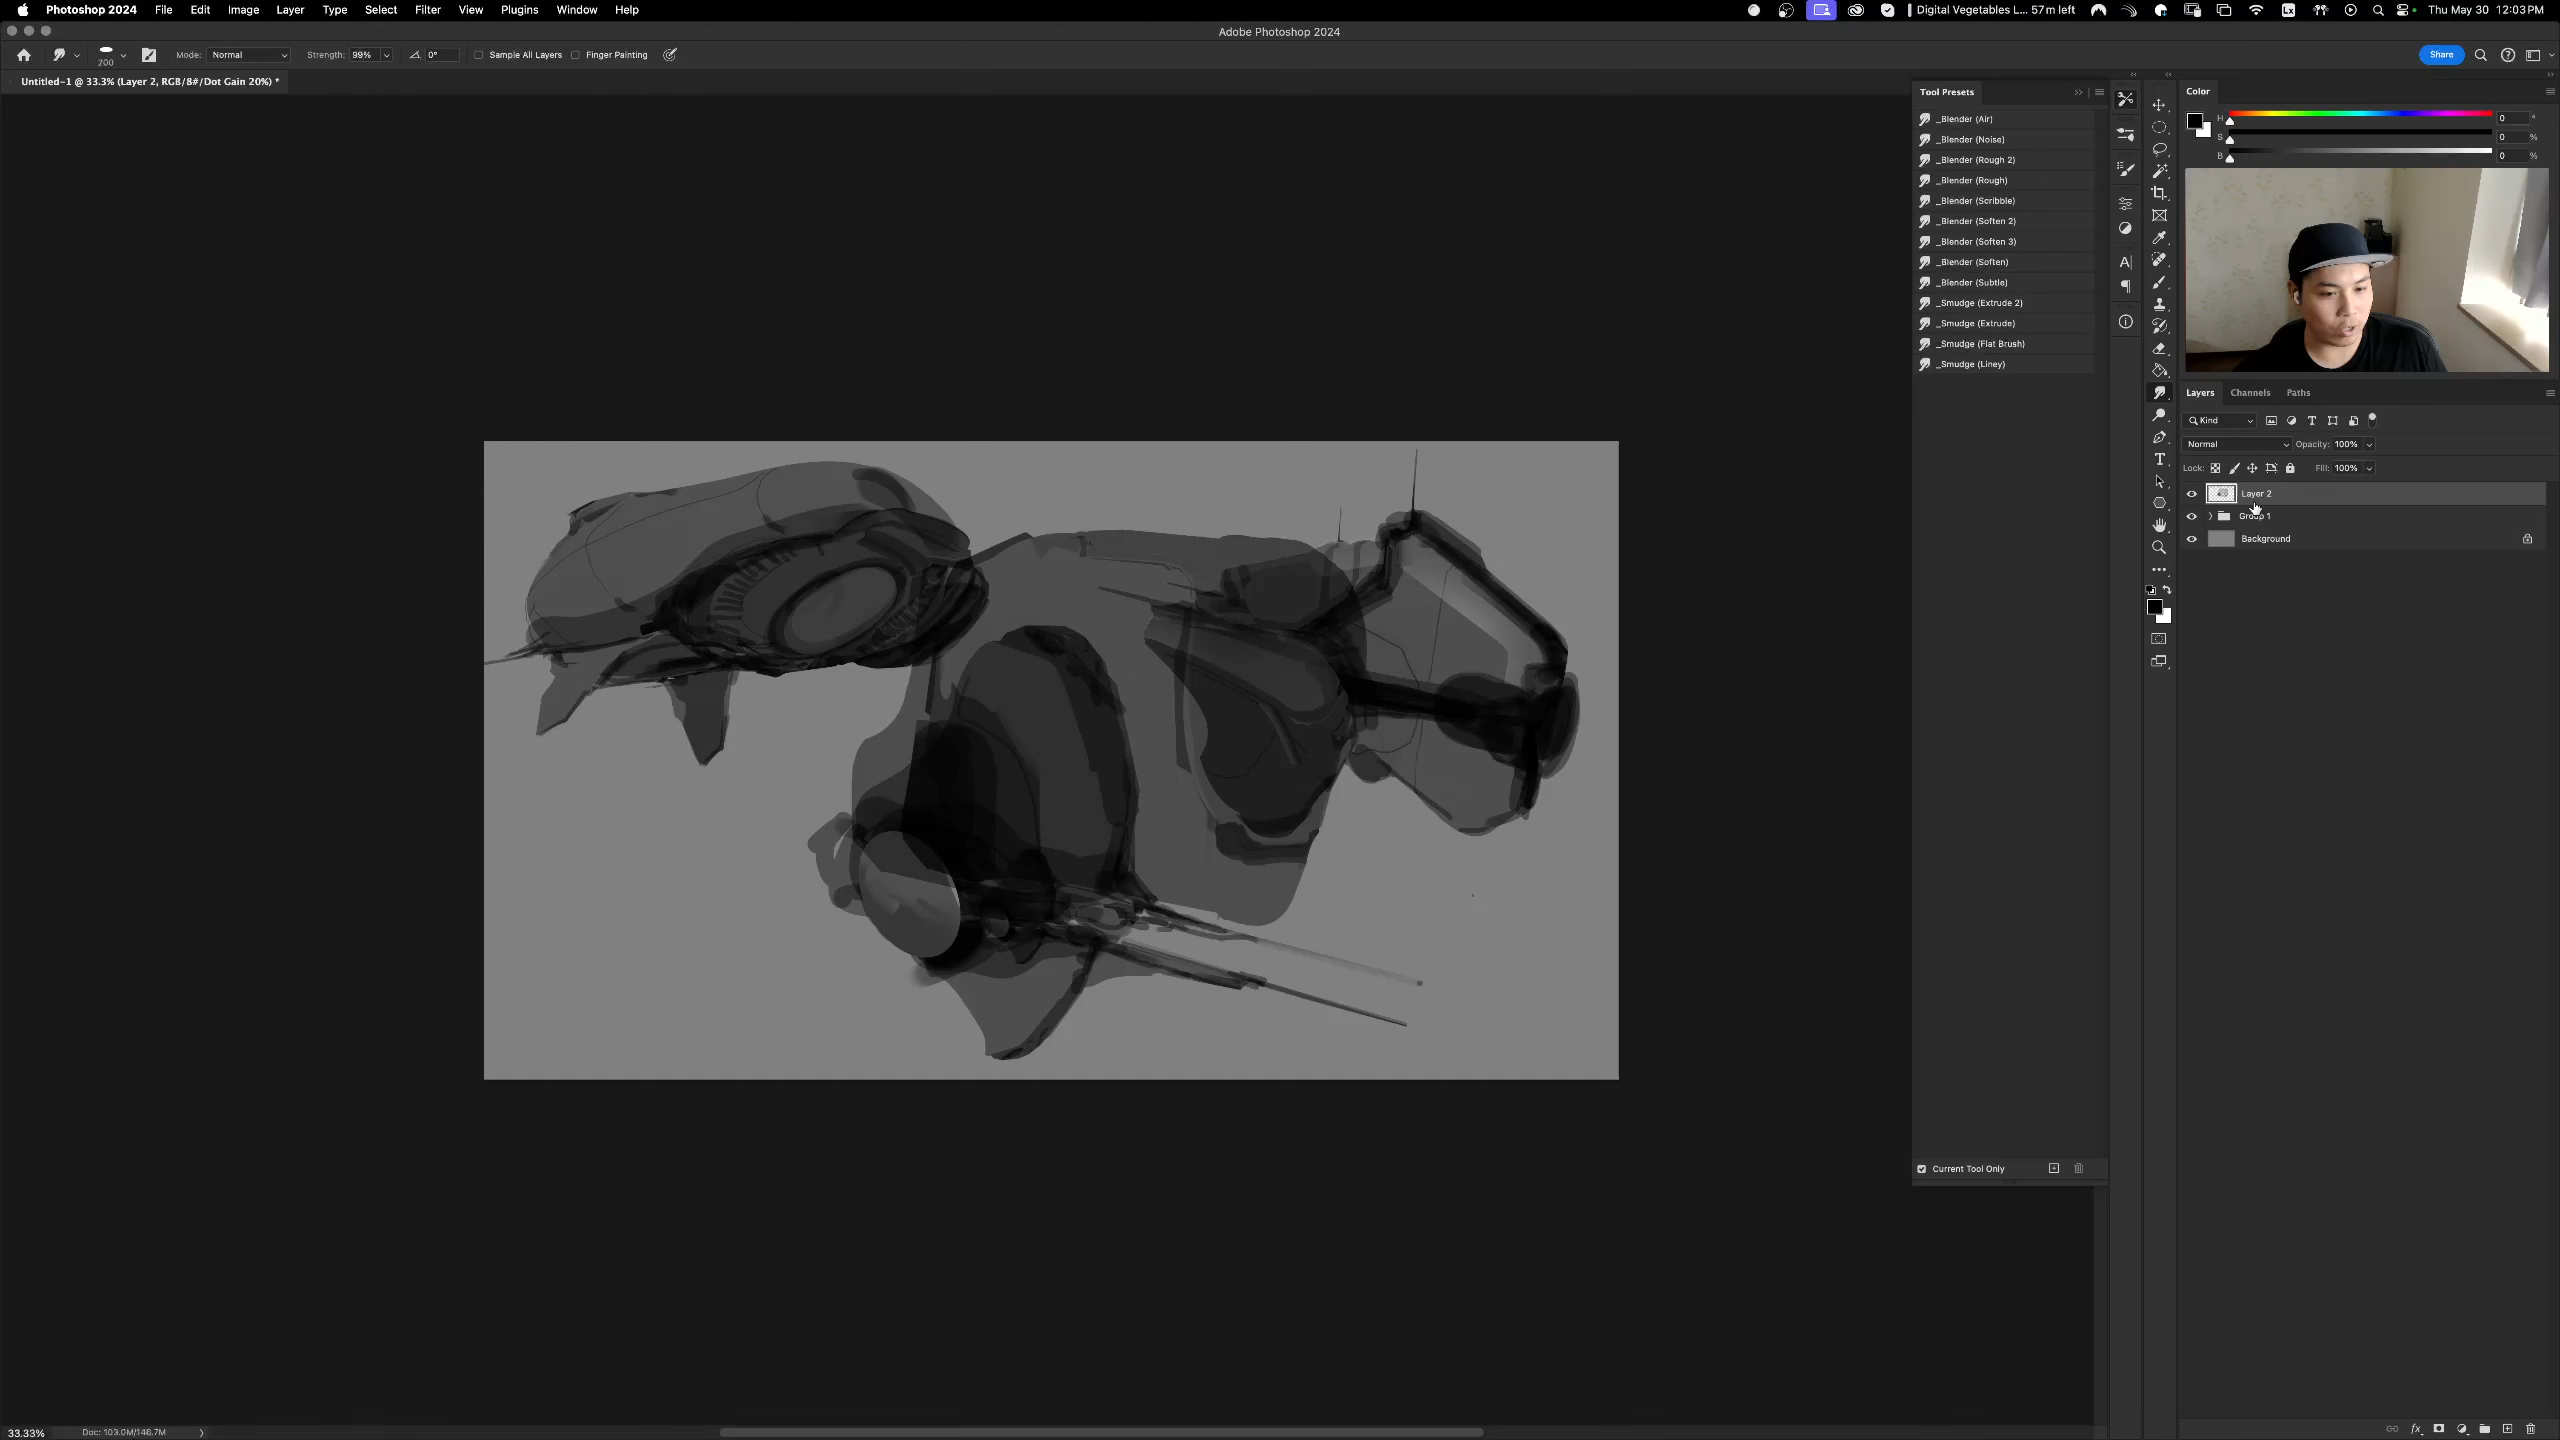 Photoshop 2024 File Edit Image Layer Type Select Filter View Plugins Window Help Digital Vegetables L... 57 m left Thu May 30 12:03 PM
Adobe Photoshop 2024
200 Mode: Normal Strength: 99% 0° Sample All Layers Finger Painting Share
Untitled-1 @ 33.3% (Layer 2, RGB/8#/Dot Gain 20%) *
Tool Presets
_Blender (Air)
_Blender (Noise)
_Blender (Rough 2)
_Blender (Rough)
_Blender (Scribble)
_Blender (Soften 2)
_Blender (Soften 3)
_Blender (Soften)
_Blender (Subtle)
_Smudge (Extrude 2)
_Smudge (Extrude)
_Smudge (Flat Brush)
_Smudge (Liney)
Current Tool Only
Color
H 0 °
S 0 %
B 0 %
Layers Channels Paths
Kind
Normal Opacity: 100%
Lock: Fill: 100%
Layer 2
Group 1
Background
33.33% Doc: 103.0M/146.7M